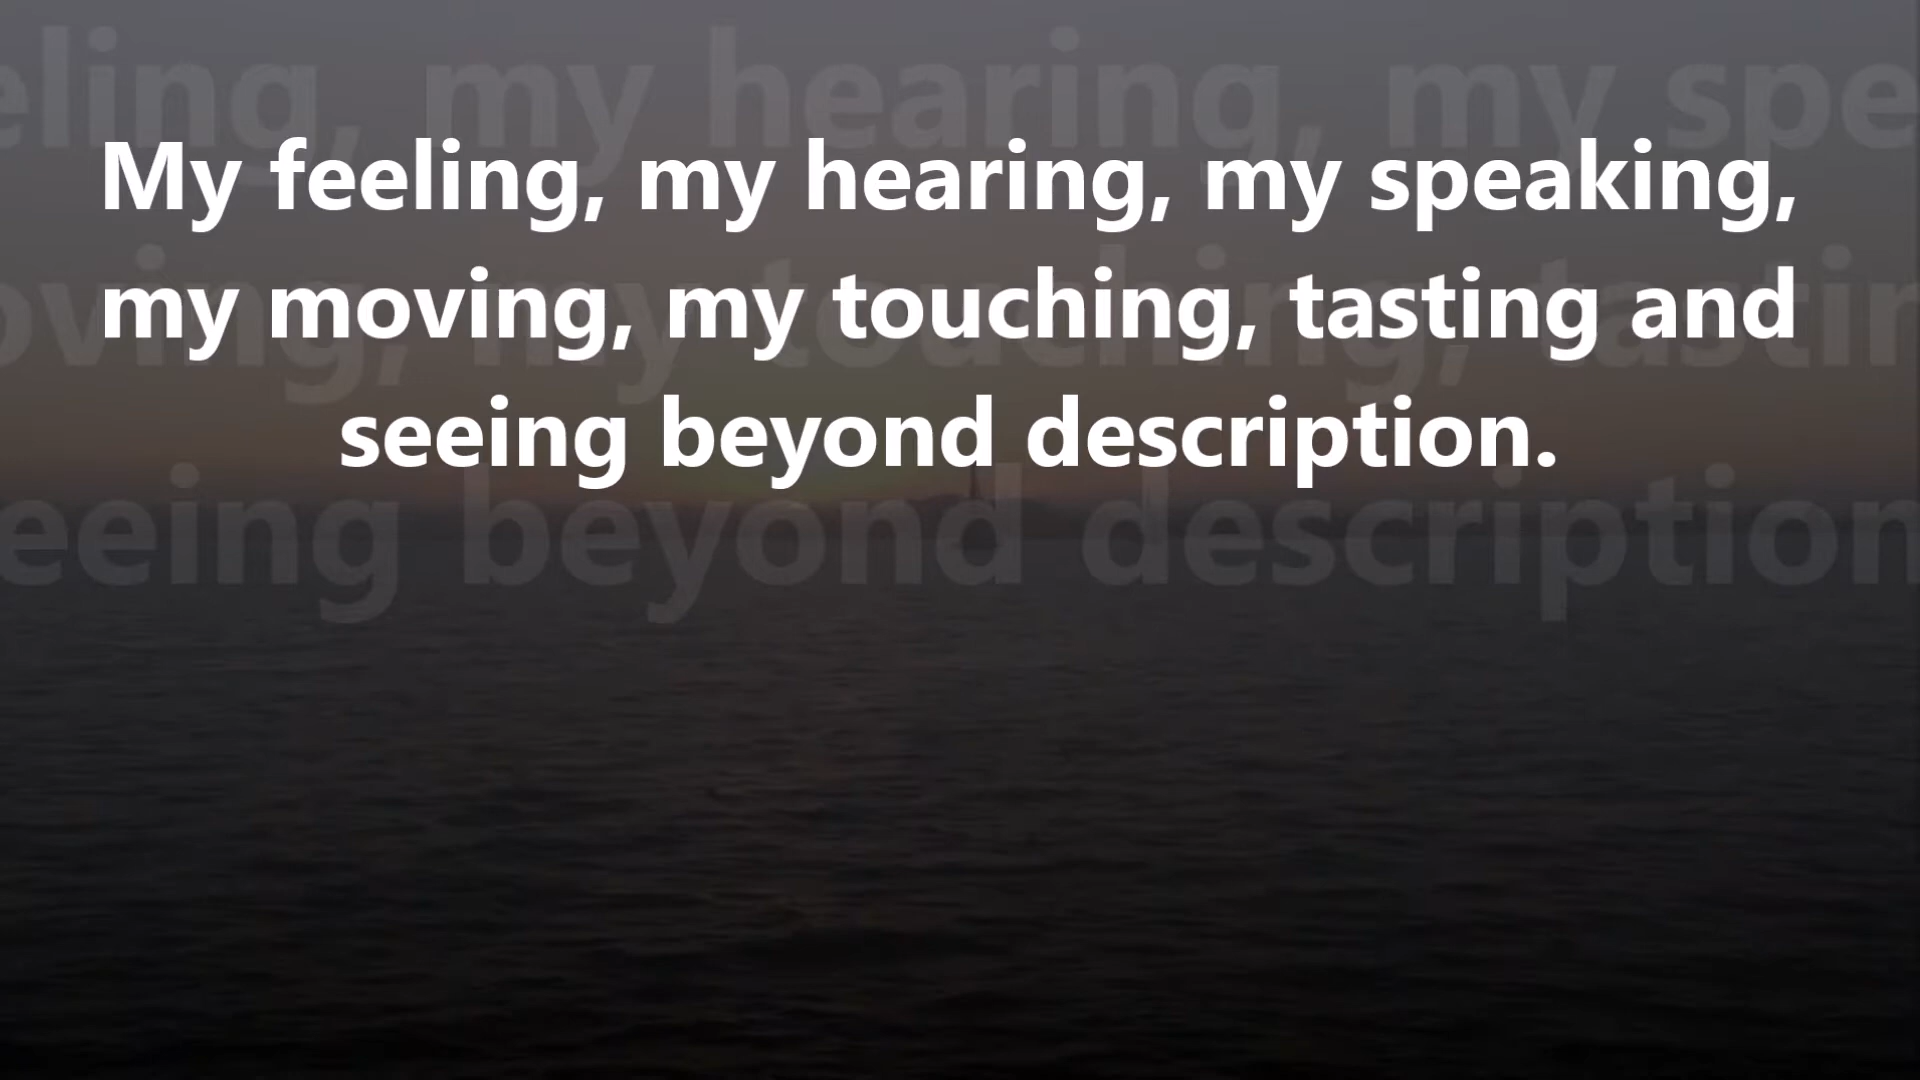 My feeling, my hearing, my speaking,
my moving, my touching, tasting and
seeing beyond description.